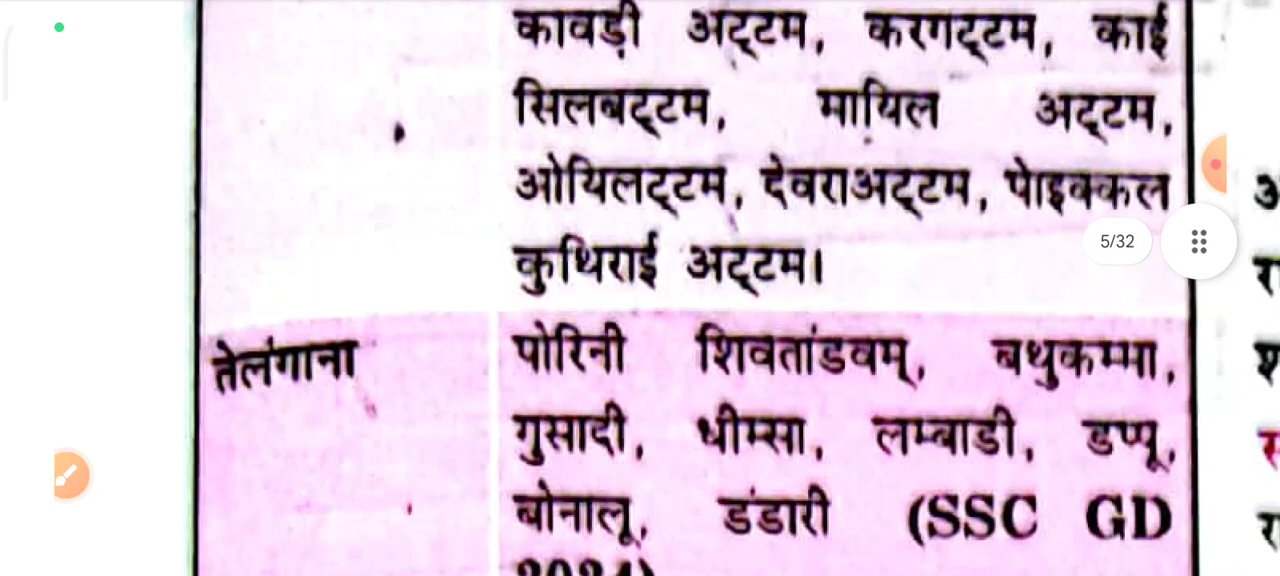 कावड़ी अट्टम, करगट्टम, काई
सिलबट्टम, मायिल अट्टम,
ओयिलट्टम, देवराअट्टम, पोइक्कल
कुथिराई अट्टम।
5/32
तेलंगाना पोरिनी शिवतांडवम्, बथुकम्मा,
गुसादी, धीम्सा, लम्बाडी, डप्पू,
बोनालू, डंडारी (SSC GD